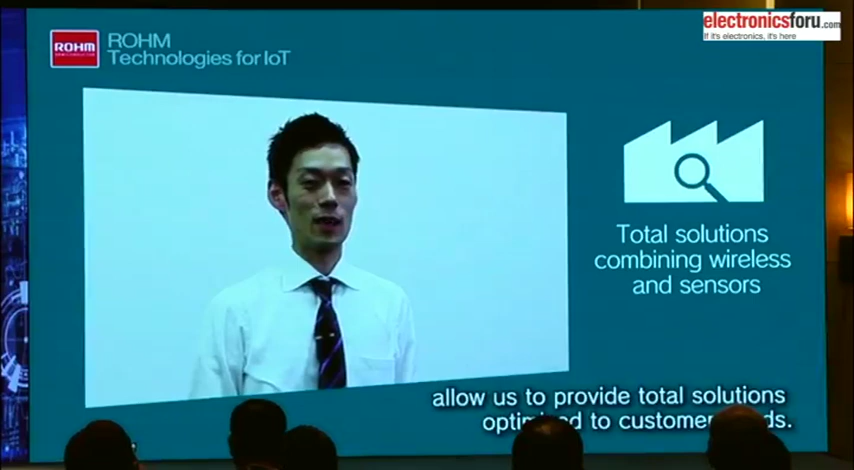 electronicsforu.com
If it's electronics, it's here
ROHM
SEMICONDUCTOR
ROHM
Technologies for IoT
Total solutions
combining wireless
and sensors
allow us to provide total solutions
to customer